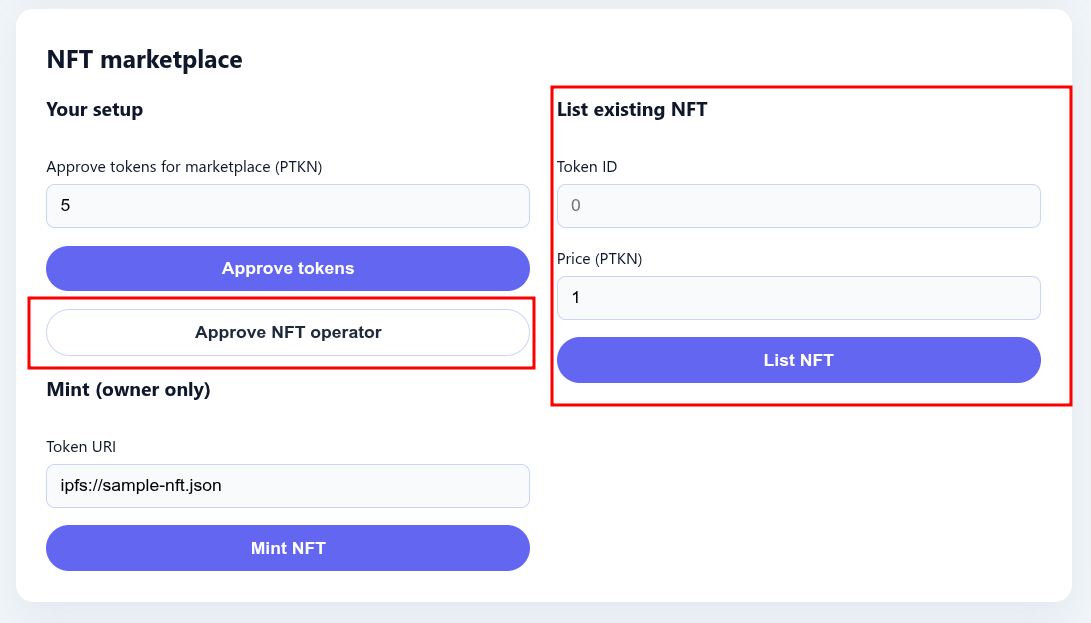 NFT marketplace
Your setup
Approve tokens for marketplace (PTKN)
5
Approve tokens
Approve NFT operator
Mint (owner only)
Token URI
ipfs://sample-nft.json
Mint NFT
List existing NFT
Token ID
0
Price (PTKN)
1
List NFT